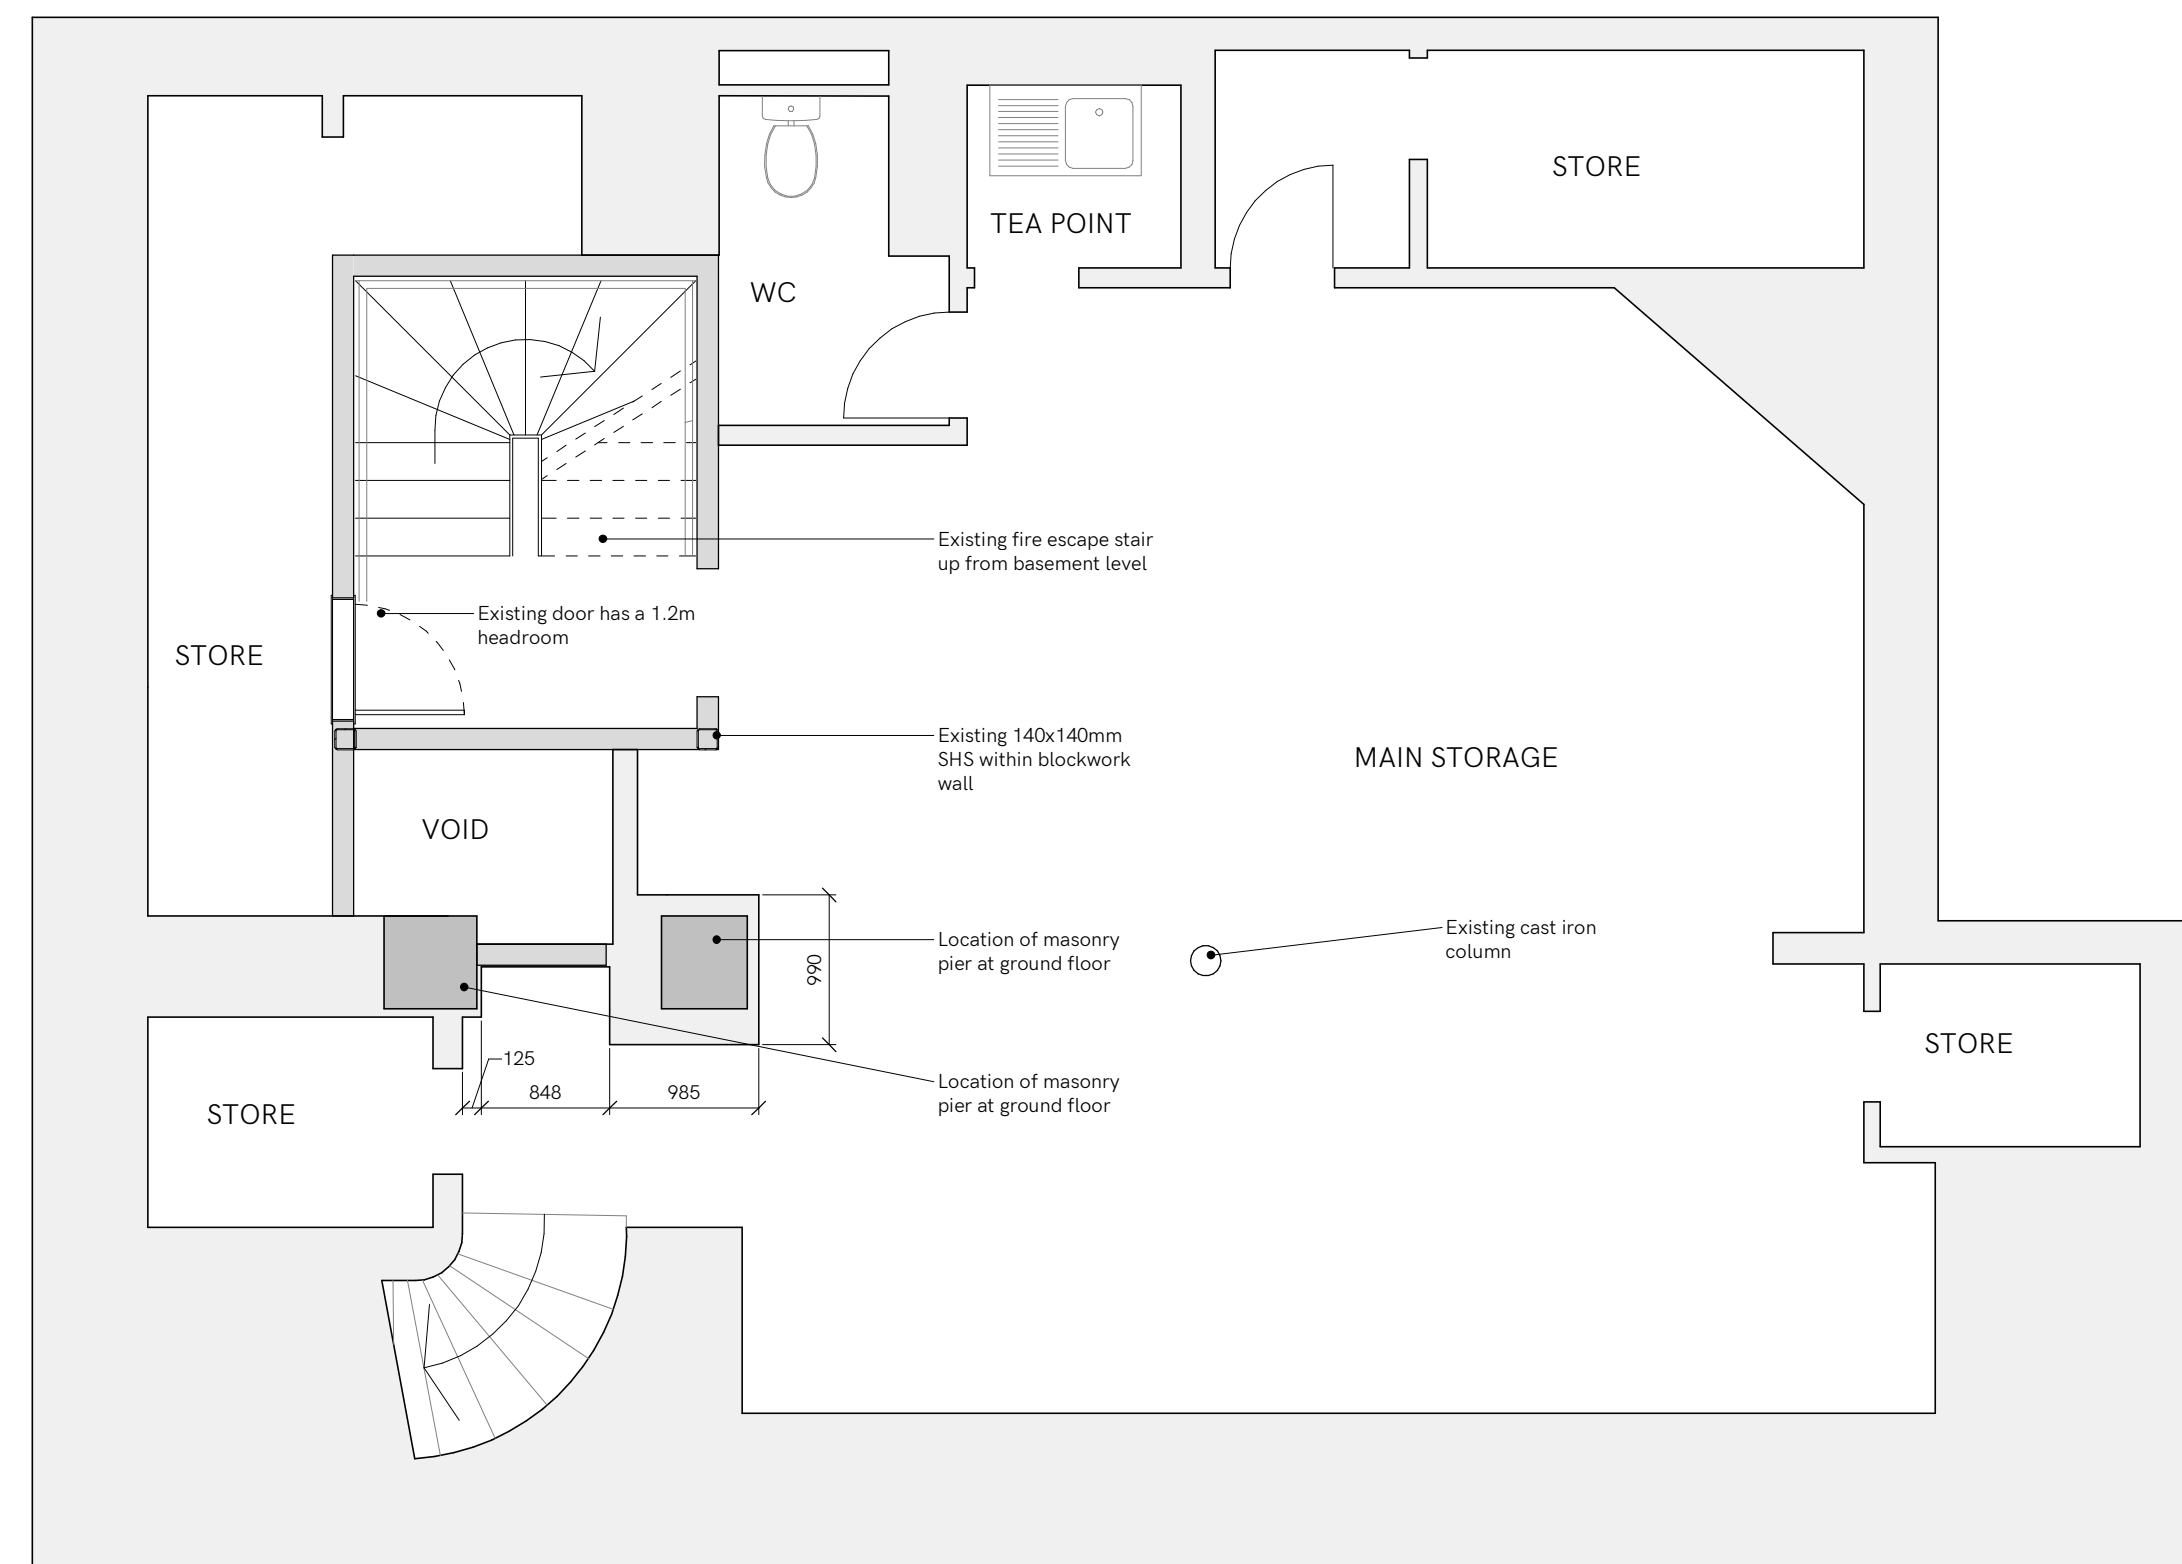 STORE
TEA POINT
WC
Existing fire escape stair
up from basement level
Existing door has a 1.2m
headroom
STORE
Existing 140x140mm
SHS within blockwork
wall
MAIN STORAGE
VOID
Location of masonry
pier at ground floor
990
Existing cast iron
column
STORE
125
848
985
Location of masonry
pier at ground floor
STORE